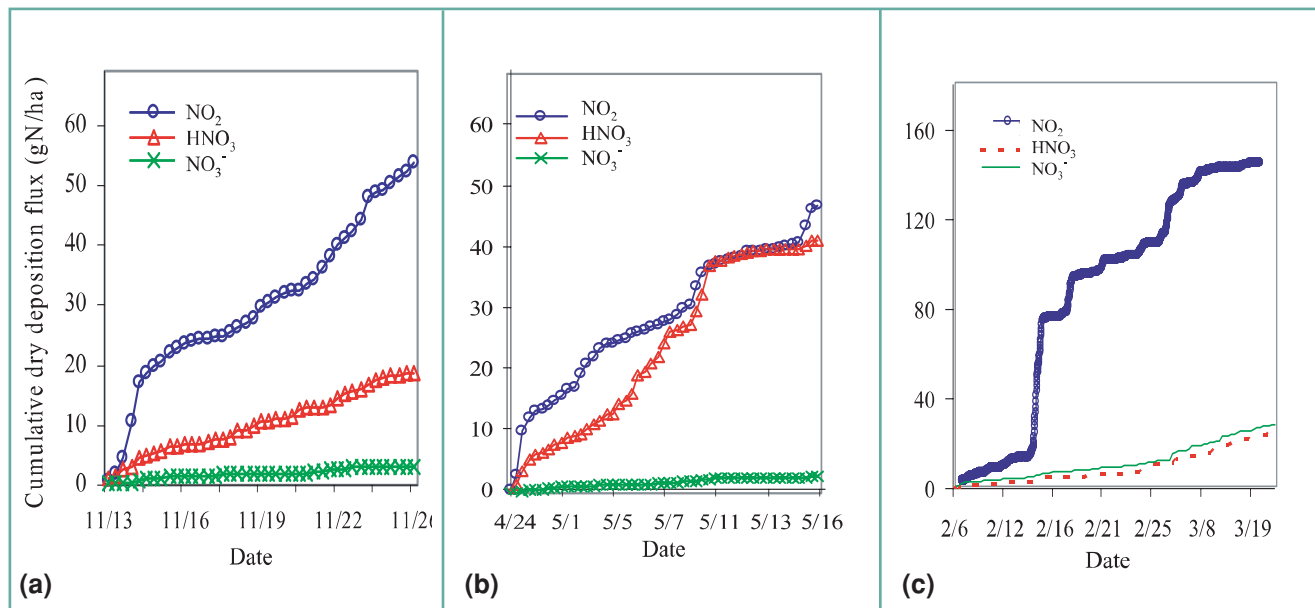 Cumulative dry deposition flux (gN/ha)
60
50
40
30
20
10
0
NO₂
HNO₃
NO₃⁻
11/13 11/16 11/19 11/22 11/26
Date
(a)
60
50
40
30
20
10
0
NO₂
HNO₃
NO₃⁻
4/24 5/1 5/5 5/7 5/11 5/13 5/16
Date
(b)
160
120
80
40
0
NO₂
HNO₃
NO₃⁻
2/6 2/12 2/16 2/21 2/25 3/8 3/19
Date
(c)